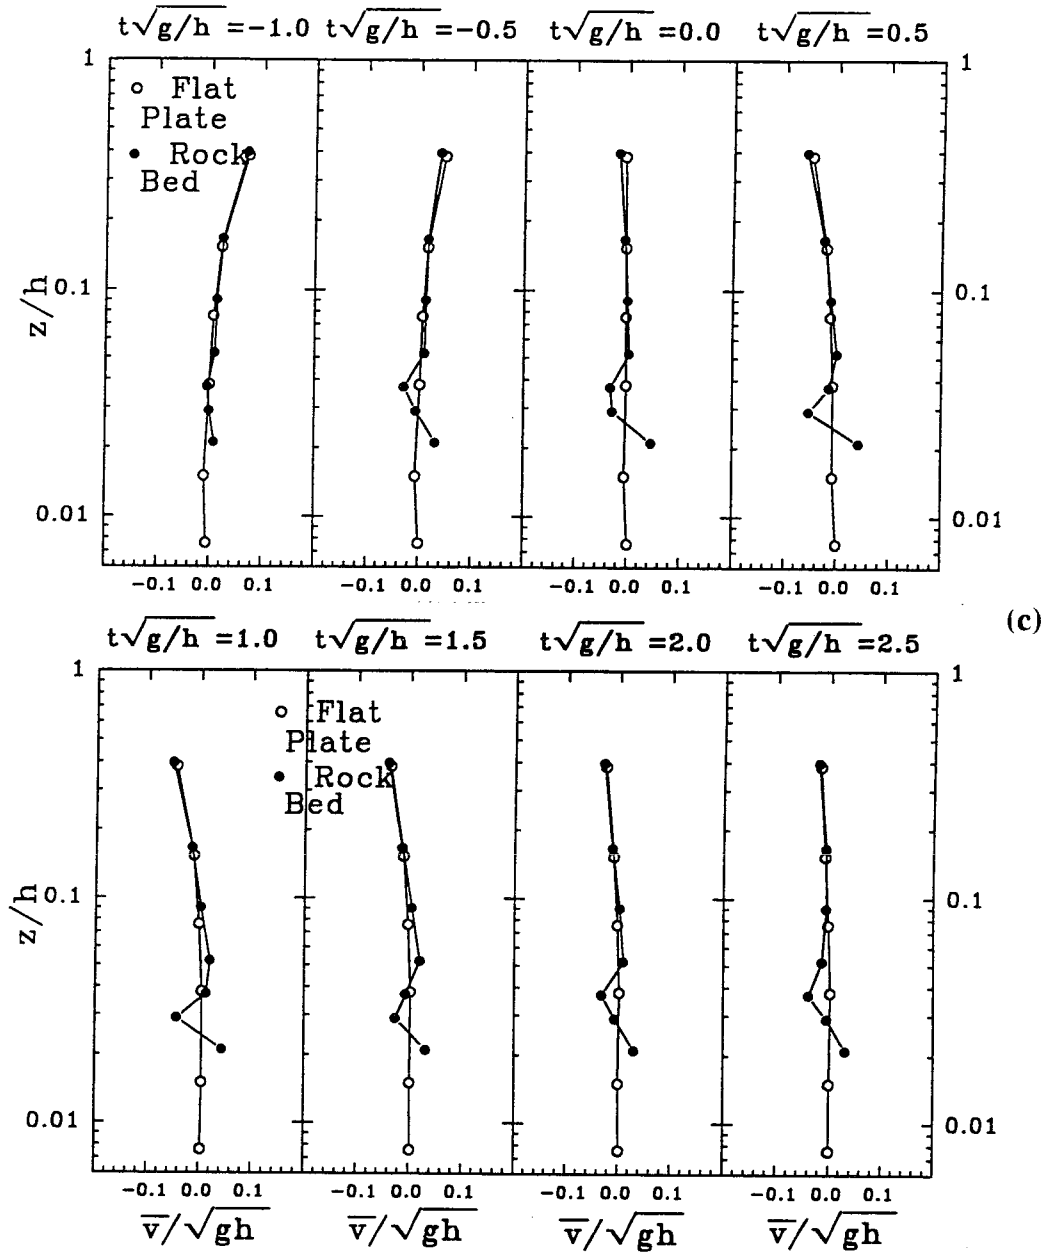 t√g/h =−1.0 t√g/h =−0.5 t√g/h =0.0 t√g/h =0.5
1 1
Flat
Plate
Rock
Bed
z/h
0.1 0.1
0.01 0.01
−0.1 0.0 0.1 −0.1 0.0 0.1 −0.1 0.0 0.1 −0.1 0.0 0.1
(c)
t√g/h =1.0 t√g/h =1.5 t√g/h =2.0 t√g/h =2.5
1 1
Flat
Plate
Rock
Bed
z/h
0.1 0.1
0.01 0.01
−0.1 0.0 0.1 −0.1 0.0 0.1 −0.1 0.0 0.1 −0.1 0.0 0.1
v̅/√gh v̅/√gh v̅/√gh v̅/√gh